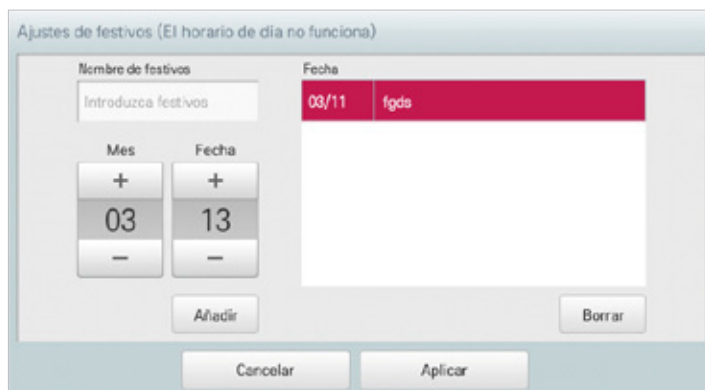 Ajustes de festivos (El horario de día no funciona)
Nombre de festivos
Introduzca festivos
Mes Fecha
+ +
03 13
− −
Añadir
Fecha
03/11 fgds
Borrar
Cancelar Aplicar